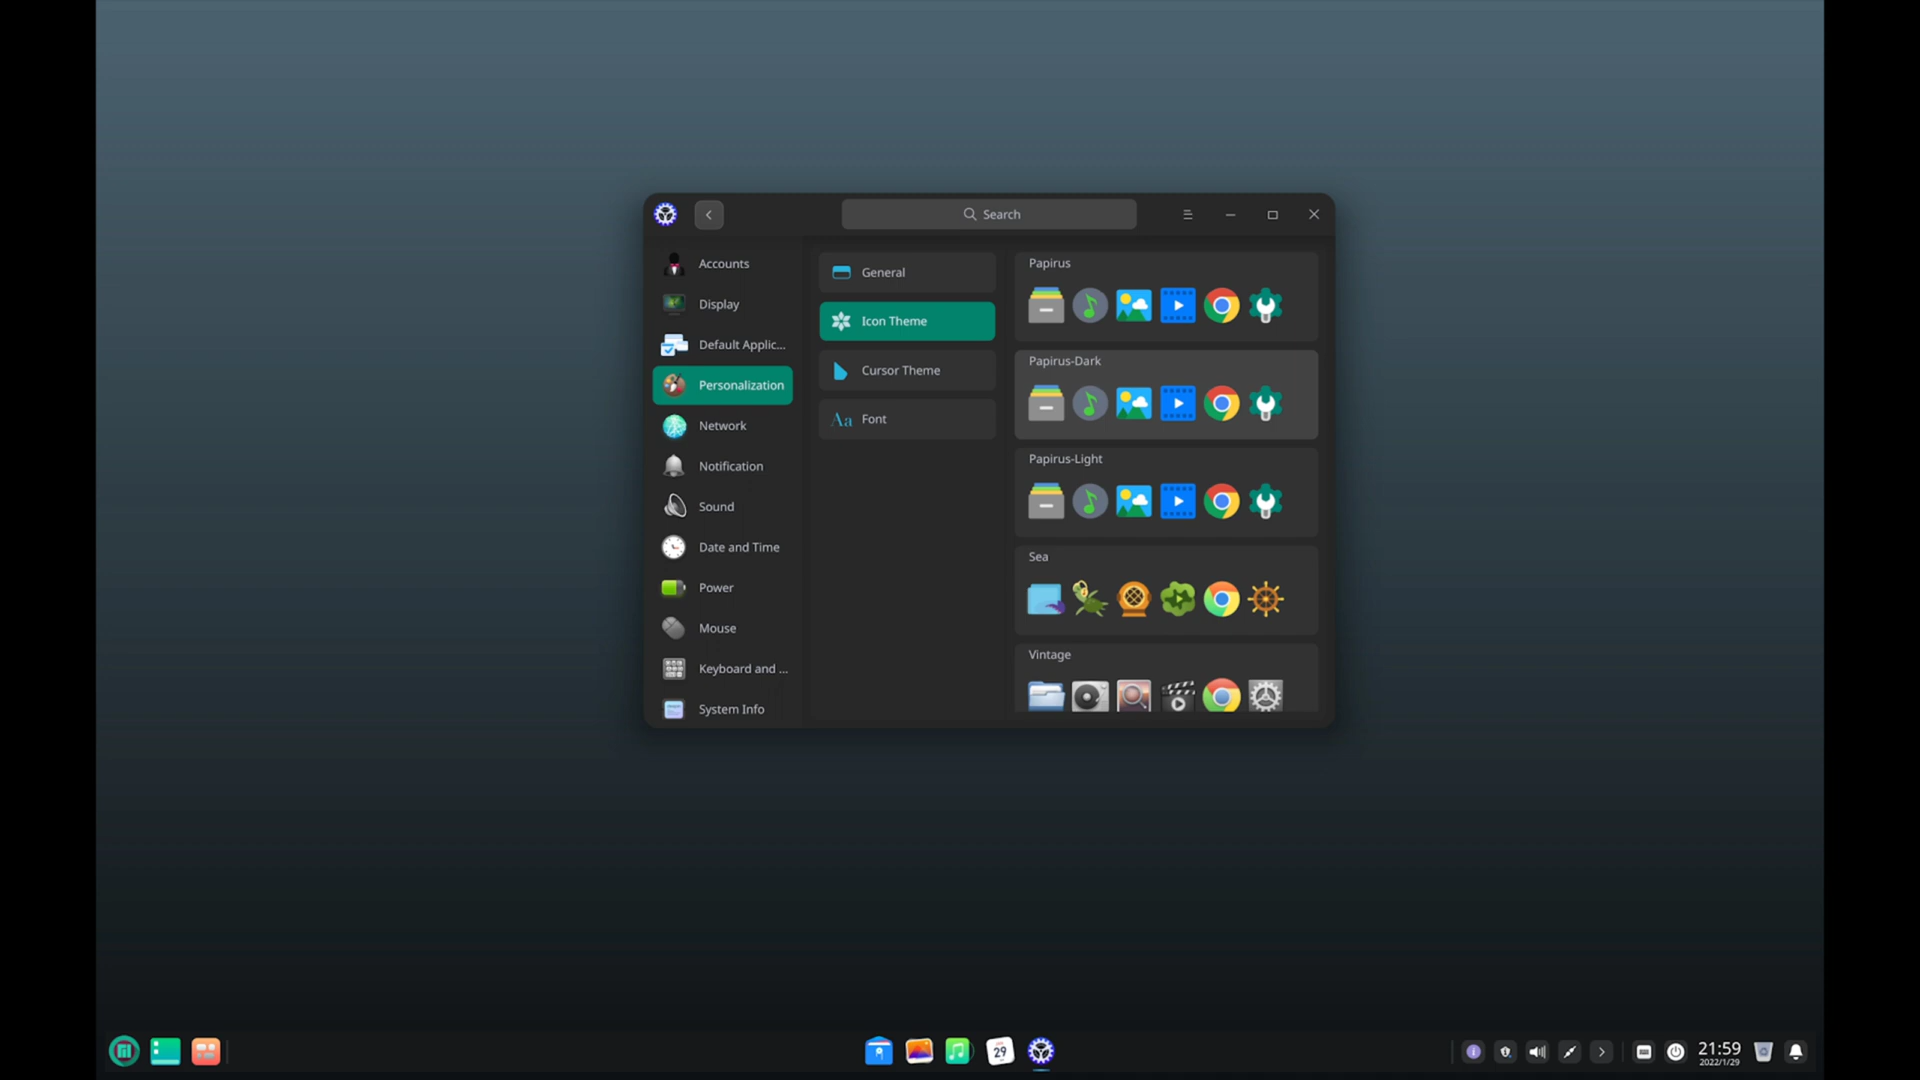 Search
Accounts
Display
Default Applic...
Personalization
Network
Notification
Sound
Date and Time
Power
Mouse
Keyboard and ...
System Info
General
Icon Theme
Cursor Theme
Aa Font
Papirus
Papirus-Dark
Papirus-Light
Sea
Vintage
29
21:59
2022/1/29